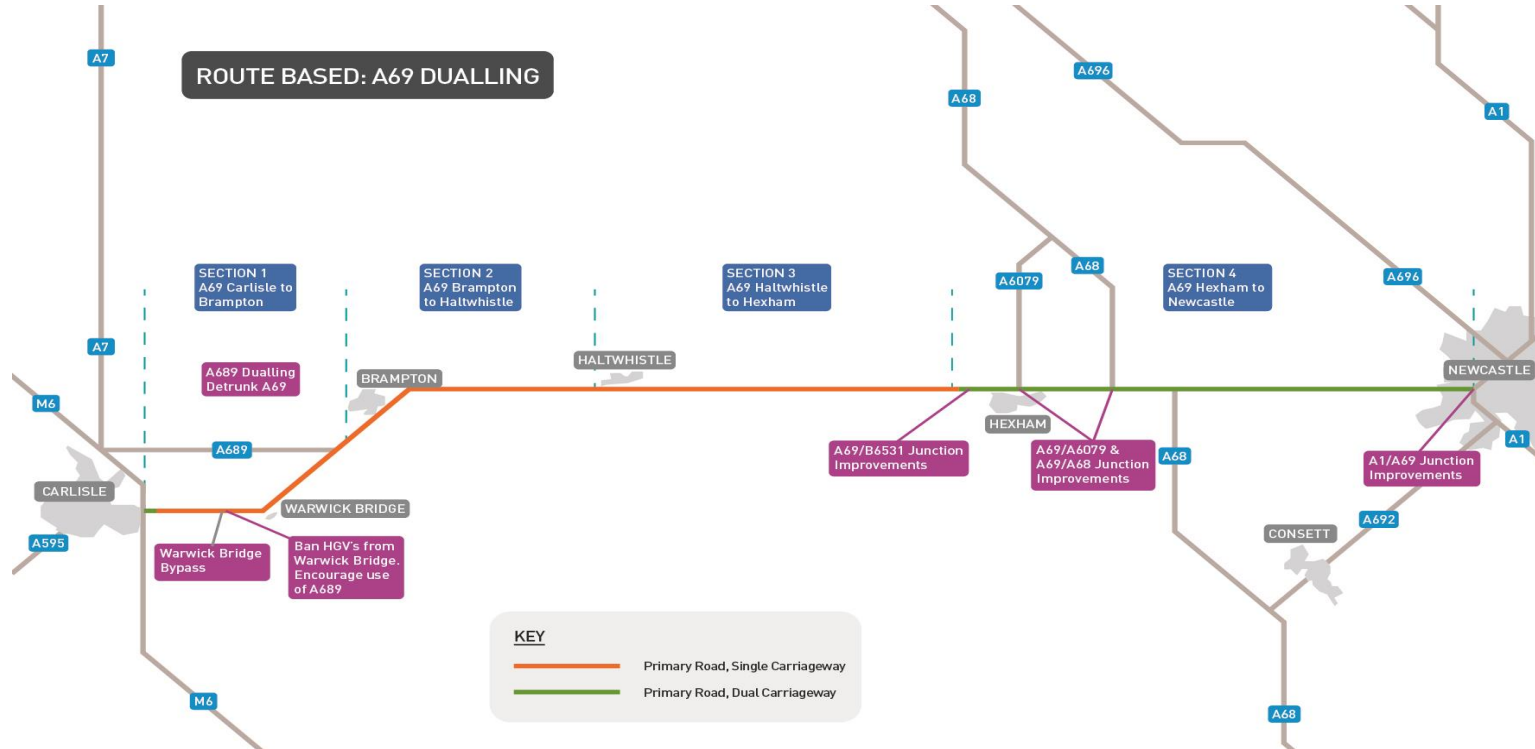 A7
ROUTE BASED: A69 DUALLING
A68
A696
A1
SECTION 1
A69 Carlisle to
Brampton
SECTION 2
A69 Brampton
to Haltwhistle
SECTION 3
A69 Haltwhistle
to Hexham
A6079
A68
SECTION 4
A69 Hexham to
Newcastle
A696
A7
A689 Dualling
Detrunk A69
BRAMPTON
HALTWHISTLE
NEWCASTLE
M6
A689
HEXHAM
A69/B6531 Junction
Improvements
A69/A6079 &
A69/A68 Junction
Improvements
A68
A1/A69 Junction
Improvements
A1
CARLISLE
WARWICK BRIDGE
A595
Warwick Bridge
Bypass
Ban HGV's from
Warwick Bridge.
Encourage use
of A689
A692
CONSETT
KEY
Primary Road, Single Carriageway
Primary Road, Dual Carriageway
M6
A68